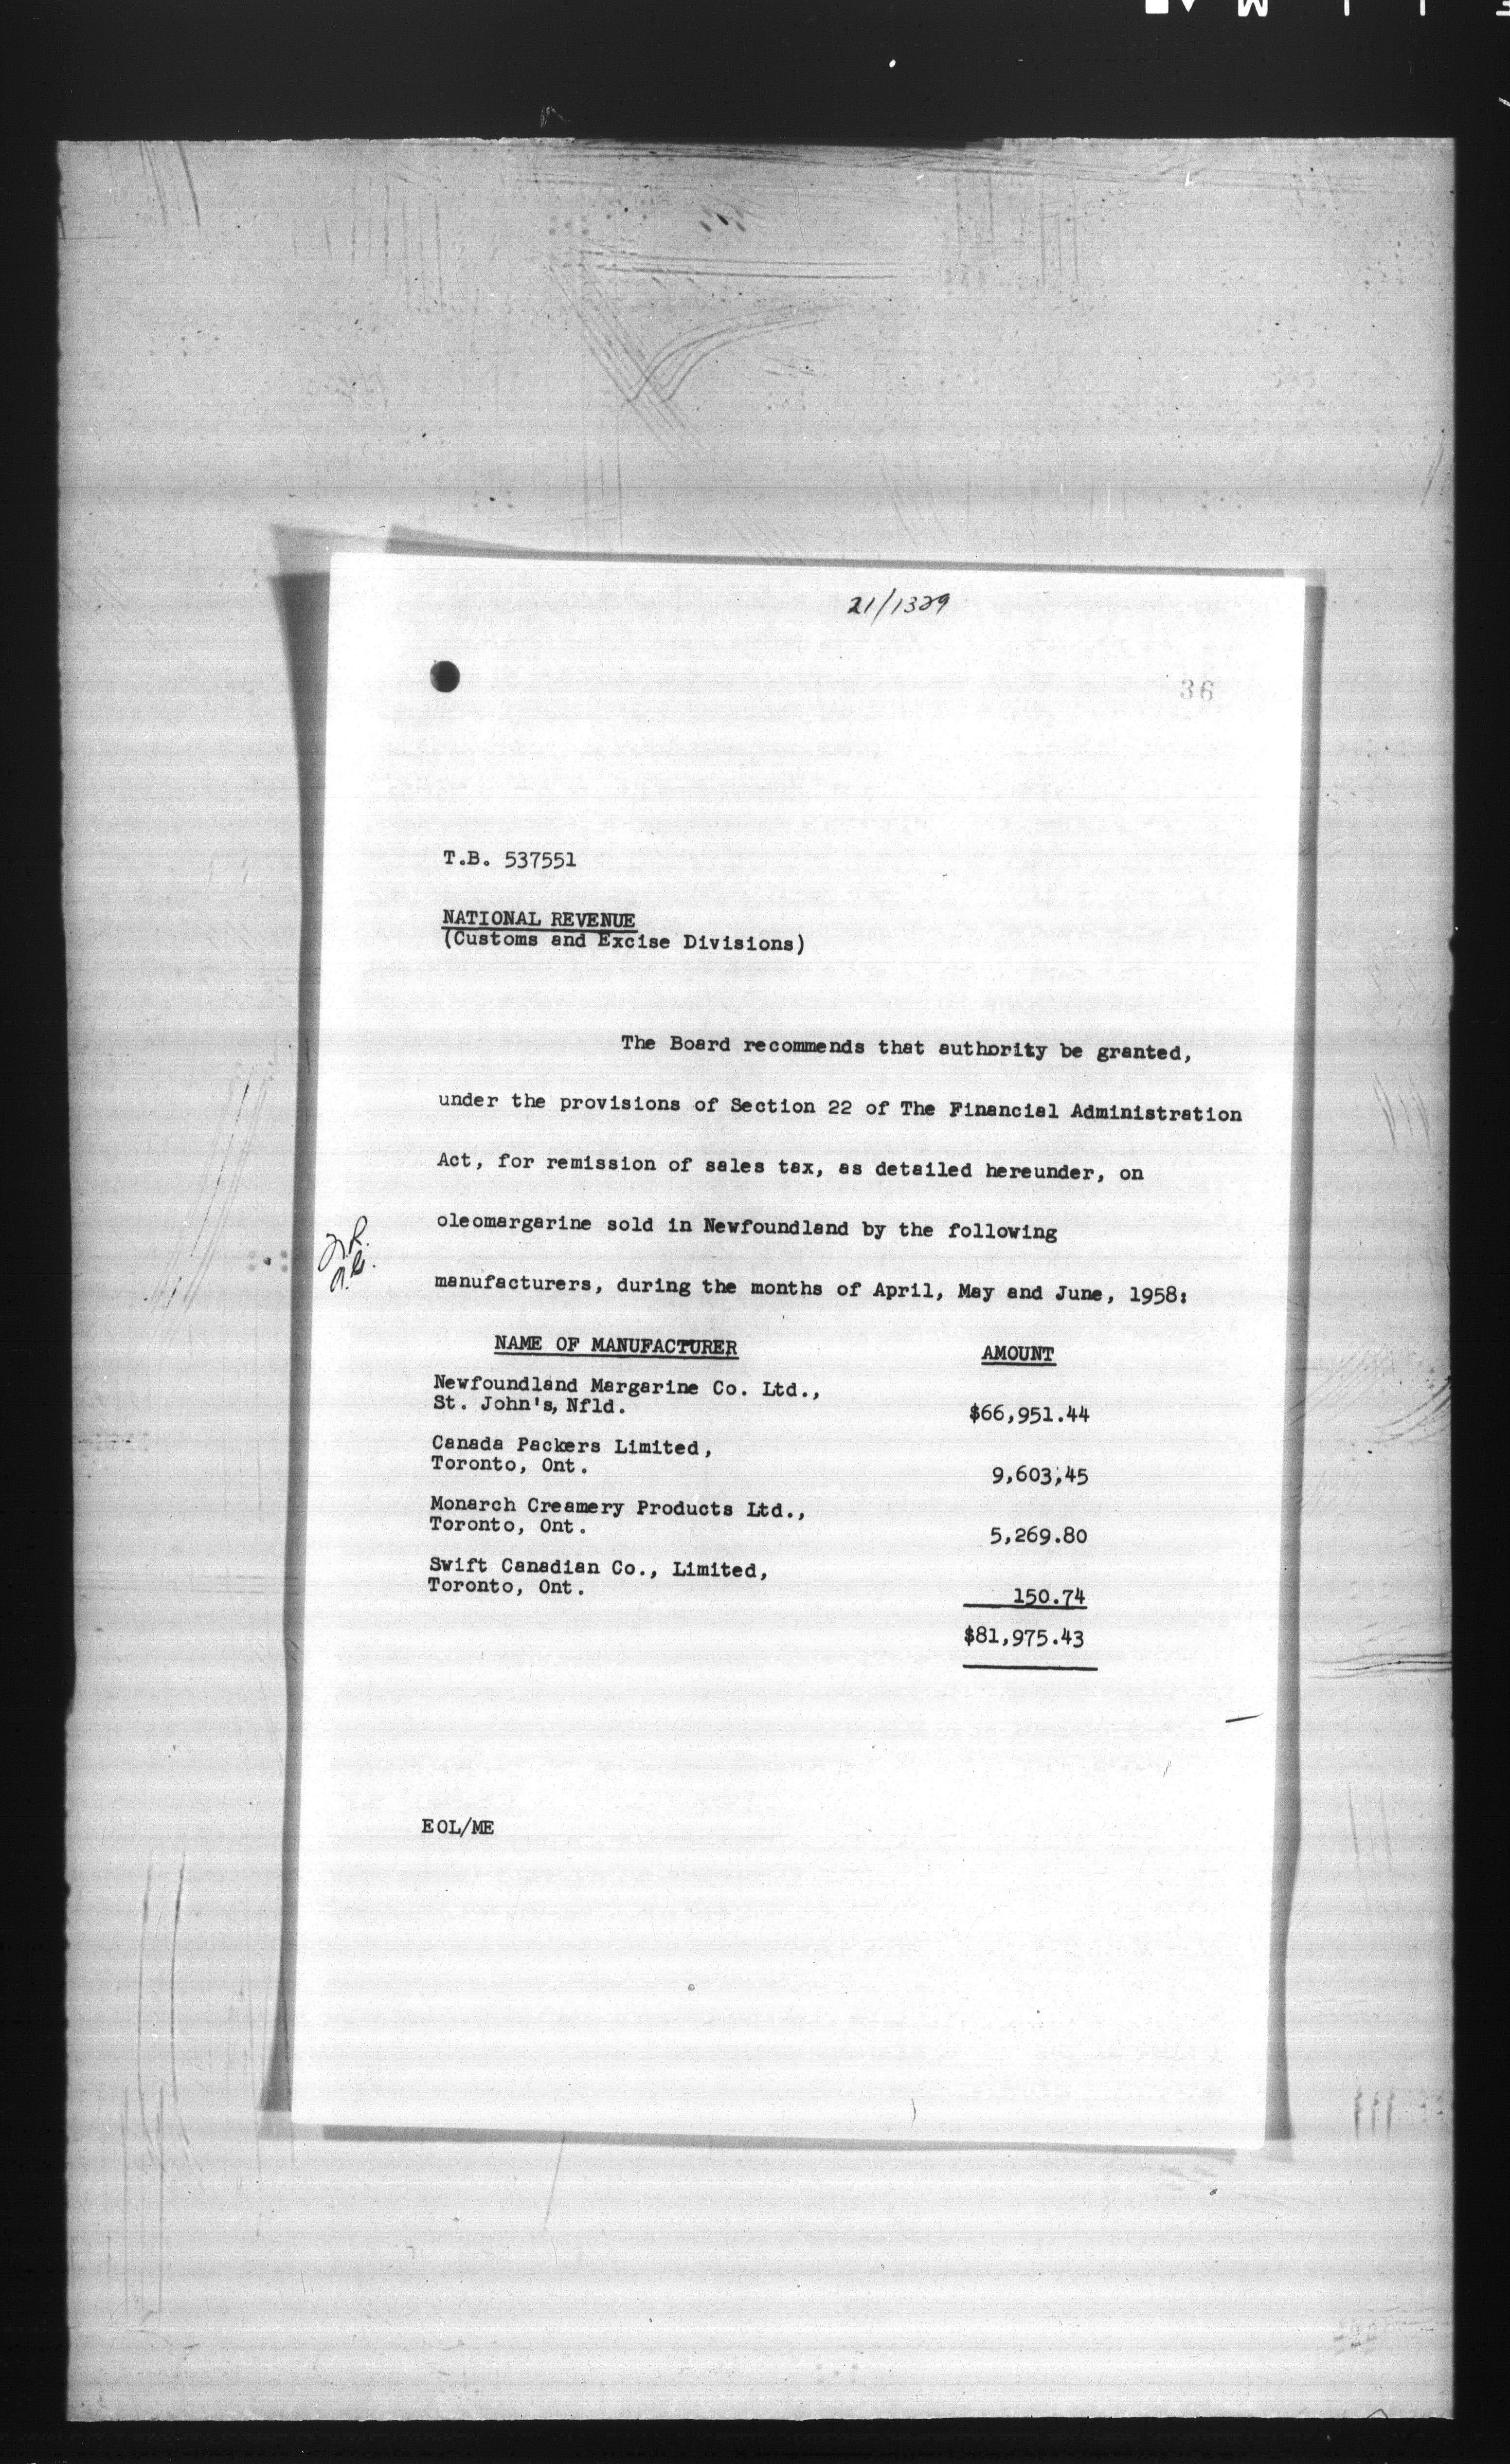 21/1329
36
T.B. 537551
NATIONAL REVENUE
(Customs and Excise Divisions)
The Board recommends that authority be granted,
under the provisions of Section 22 of The Financial Administration
Act, for remission of sales tax, as detailed hereunder, on
oleomargarine sold in Newfoundland by the following
manufacturers, during the months of April, May and June, 1958:
NAME OF MANUFACTURER AMOUNT
Newfoundland Margarine Co. Ltd.,
St. John's, Nfld. $66,951.44
Canada Packers Limited,
Toronto, Ont. 9,603,45
Monarch Creamery Products Ltd.,
Toronto, Ont. 5,269.80
Swift Canadian Co., Limited,
Toronto, Ont. 150.74
$81,975.43
EOL/ME